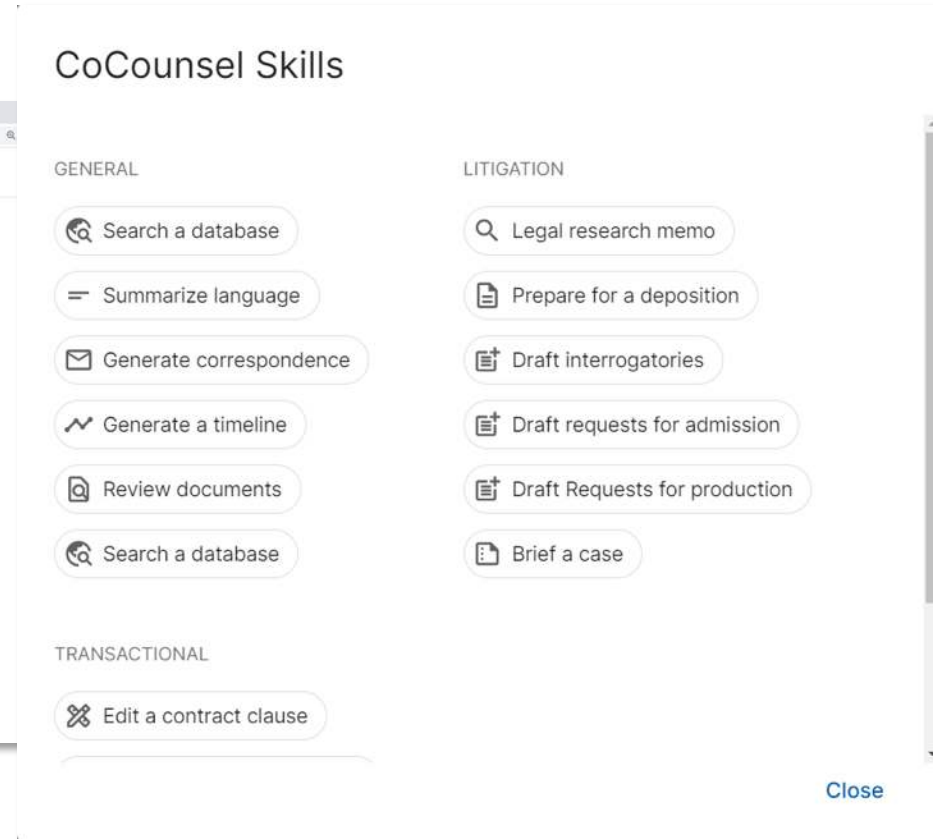 CoCounsel Skills
GENERAL
Search a database
Summarize language
Generate correspondence
Generate a timeline
Review documents
Search a database
LITIGATION
Legal research memo
Prepare for a deposition
Draft interrogatories
Draft requests for admission
Draft Requests for production
Brief a case
TRANSACTIONAL
Edit a contract clause
Close